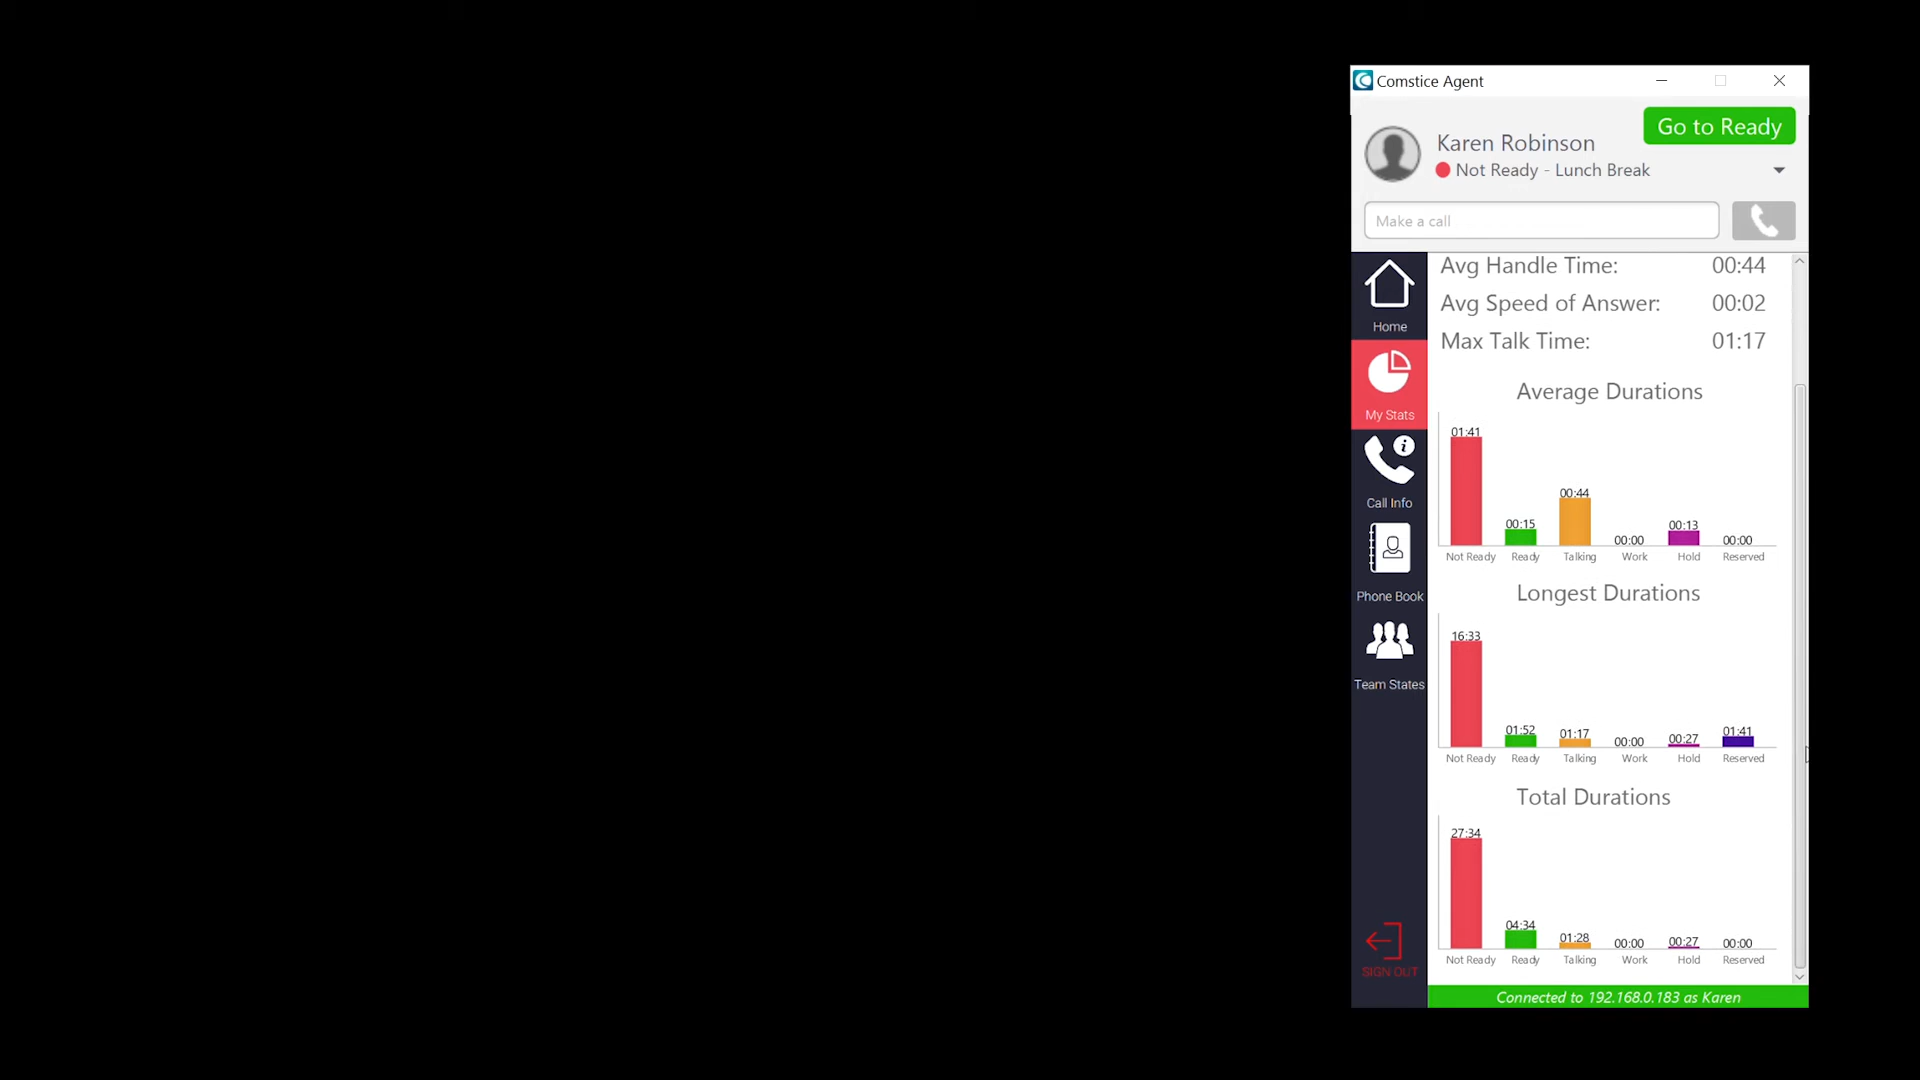 Comstice Agent
Go to Ready
Karen Robinson
Not Ready - Lunch Break
Make a call
Home
My Stats
Call Info
Phone Book
Team States
SIGN OUT
Avg Handle Time: 00:44
Avg Speed of Answer: 00:02
Max Talk Time: 01:17
Average Durations
01:41 00:15 00:44 00:00 00:13 00:00
Not Ready Ready Talking Work Hold Reserved
Longest Durations
16:33 01:52 01:17 00:00 00:27 01:41
Not Ready Ready Talking Work Hold Reserved
Total Durations
27:34 04:34 01:28 00:00 00:27 00:00
Not Ready Ready Talking Work Hold Reserved
Connected to 192.168.0.183 as Karen